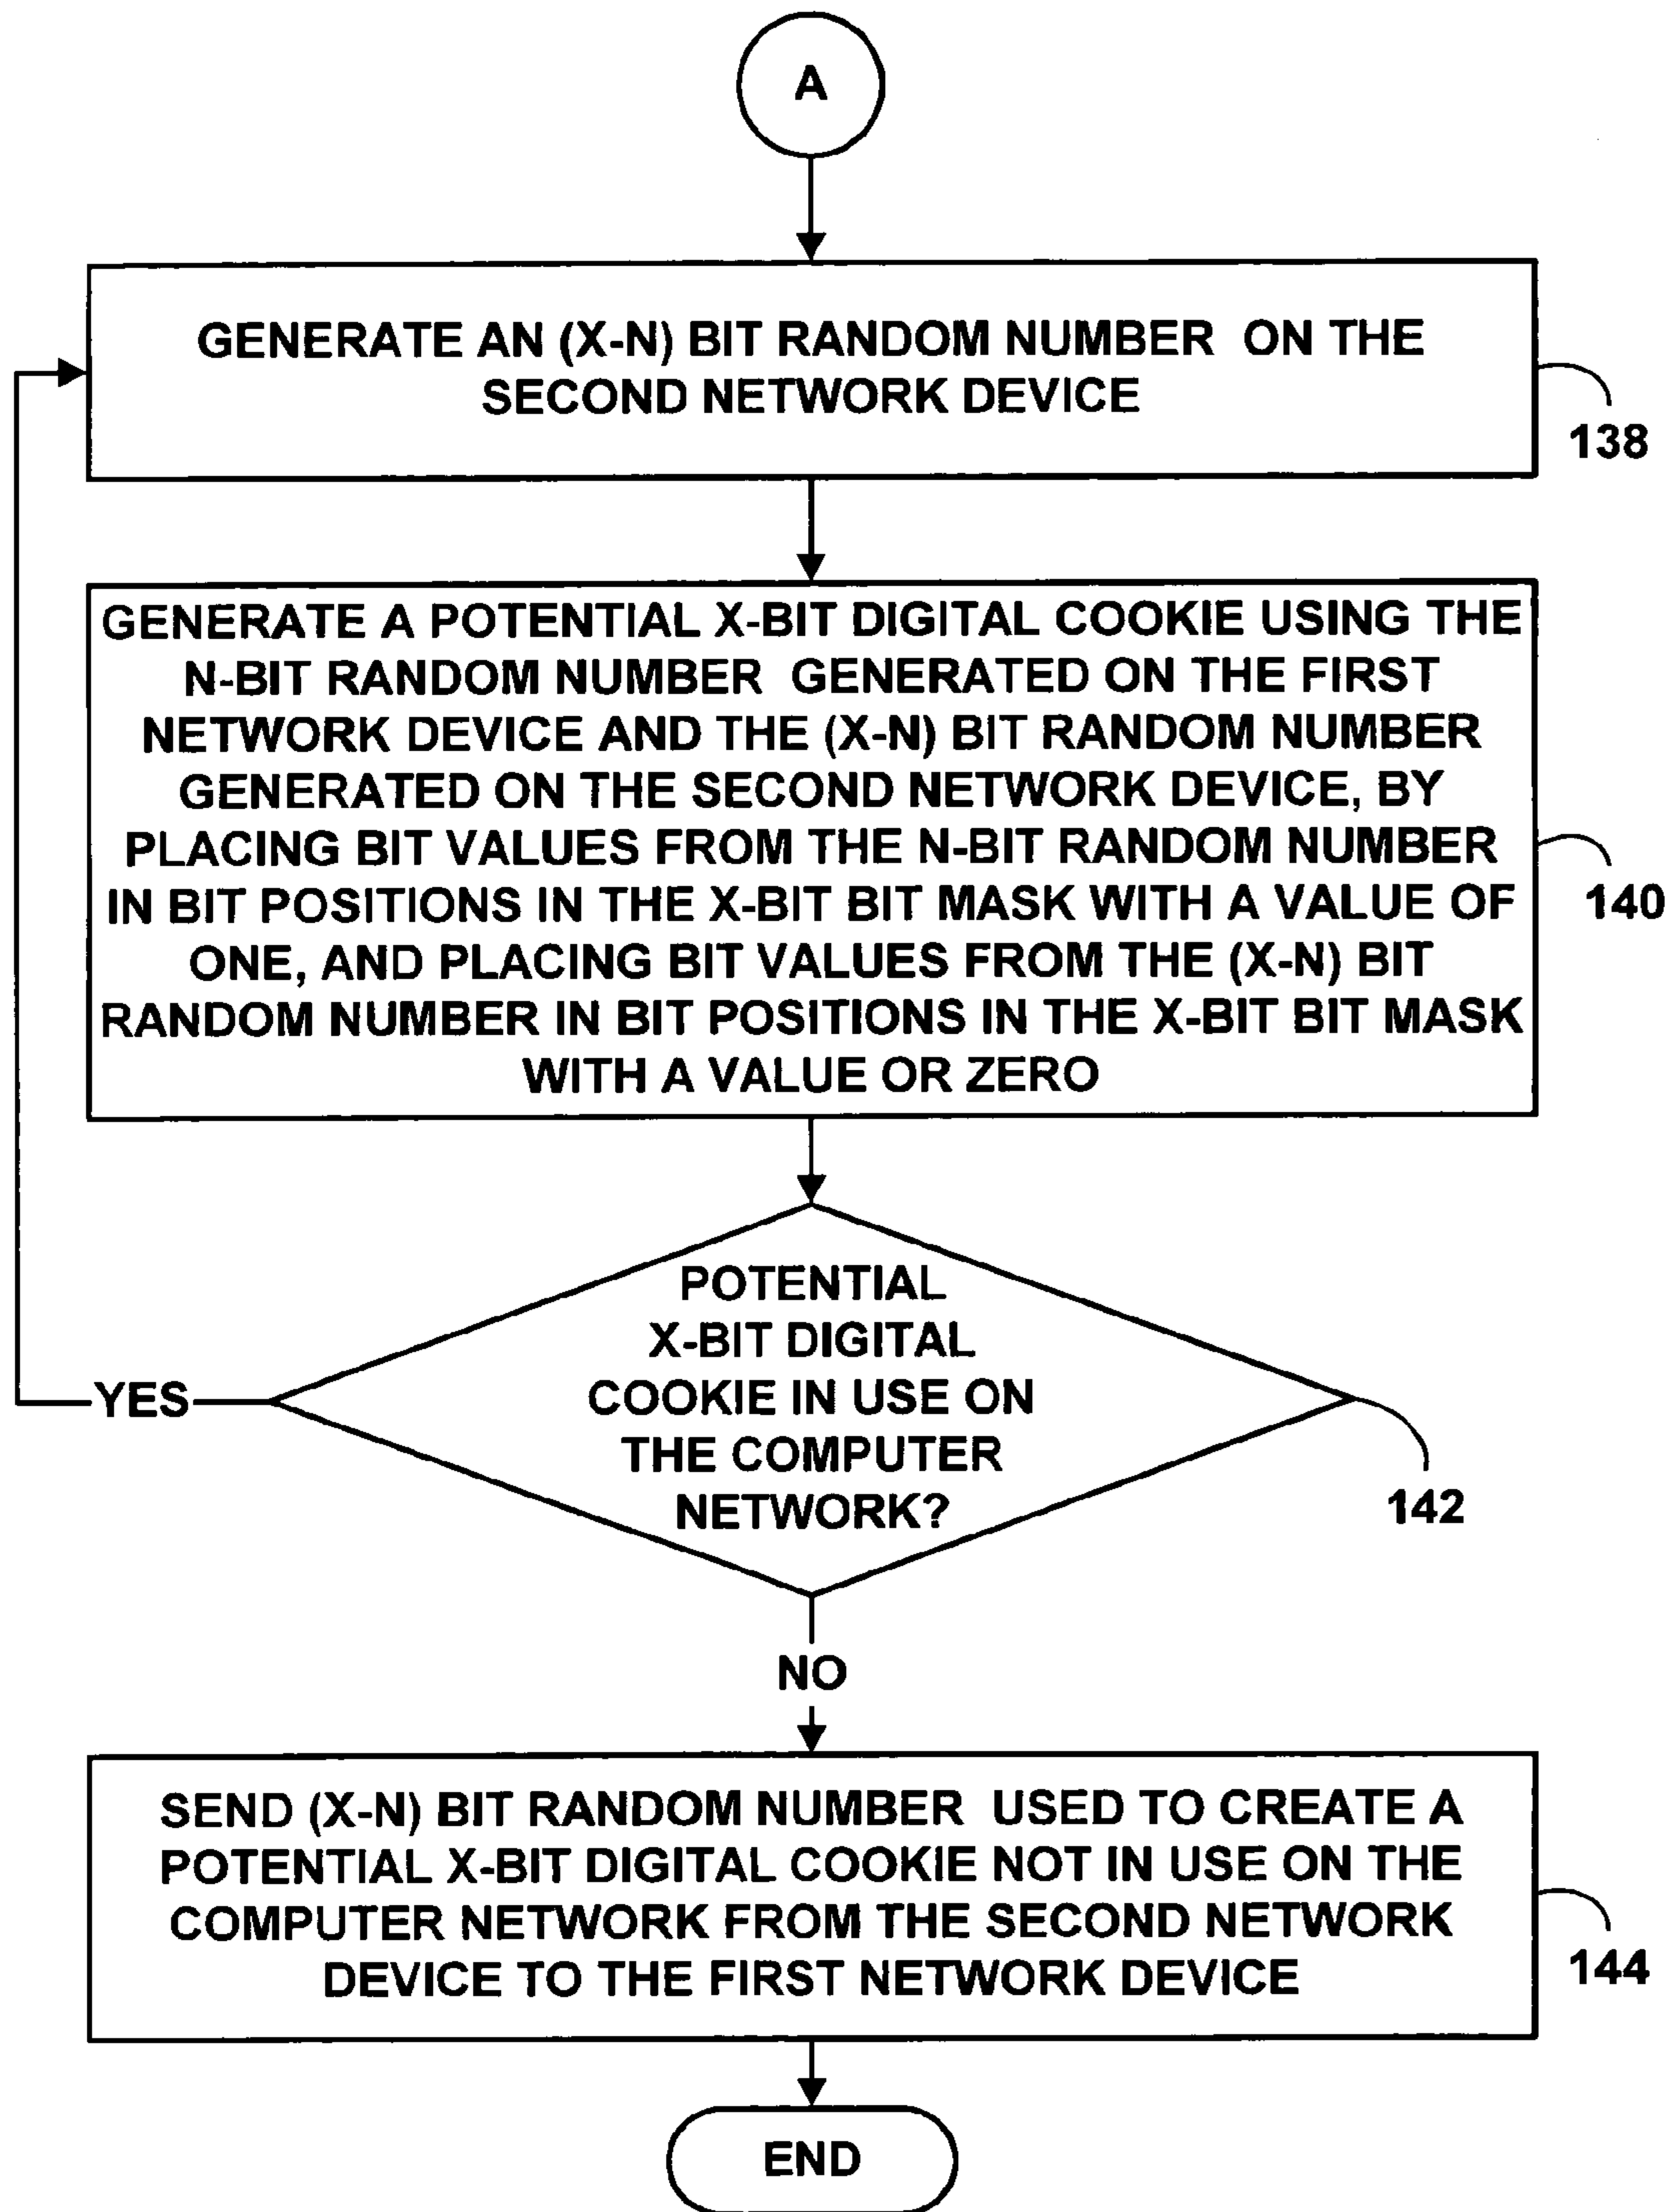 A
GENERATE AN (X-N) BIT RANDOM NUMBER ON THE
SECOND NETWORK DEVICE
138
GENERATE A POTENTIAL X-BIT DIGITAL COOKIE USING THE
N-BIT RANDOM NUMBER GENERATED ON THE FIRST
NETWORK DEVICE AND THE (X-N) BIT RANDOM NUMBER
GENERATED ON THE SECOND NETWORK DEVICE, BY
PLACING BIT VALUES FROM THE N-BIT RANDOM NUMBER
IN BIT POSITIONS IN THE X-BIT BIT MASK WITH A VALUE OF
ONE, AND PLACING BIT VALUES FROM THE (X-N) BIT
RANDOM NUMBER IN BIT POSITIONS IN THE X-BIT BIT MASK
WITH A VALUE OR ZERO
140
POTENTIAL
X-BIT DIGITAL
COOKIE IN USE ON
THE COMPUTER
NETWORK?
YES
142
NO
SEND (X-N) BIT RANDOM NUMBER USED TO CREATE A
POTENTIAL X-BIT DIGITAL COOKIE NOT IN USE ON THE
COMPUTER NETWORK FROM THE SECOND NETWORK
DEVICE TO THE FIRST NETWORK DEVICE
144
END